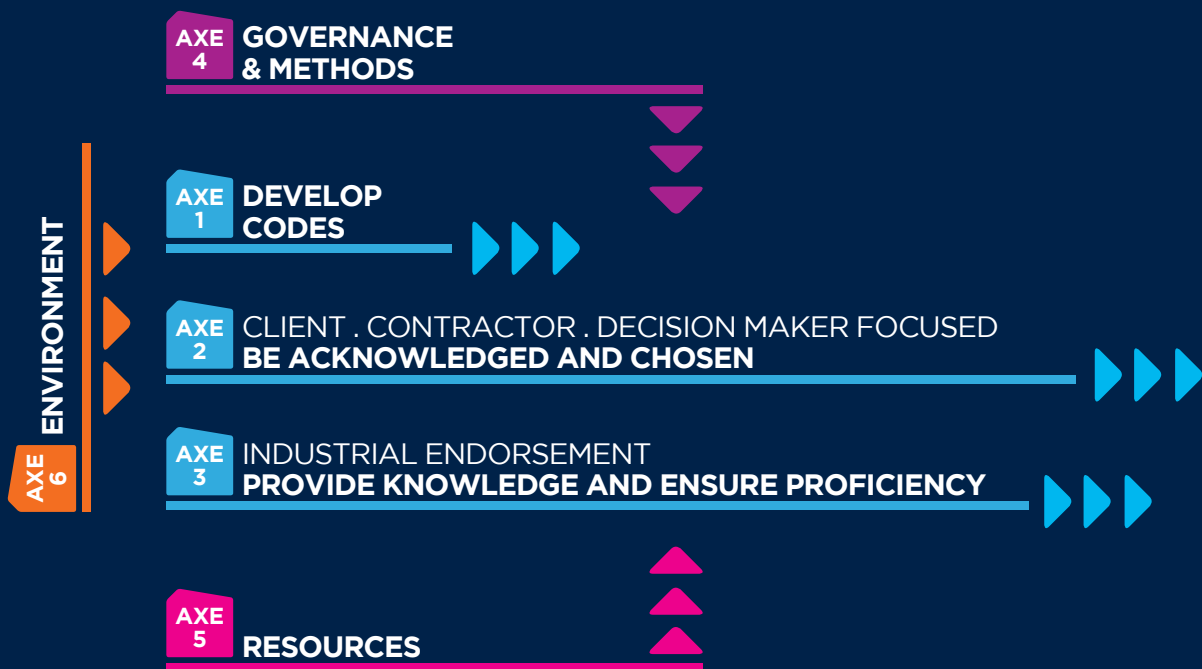 AXE
4
GOVERNANCE
& METHODS
AXE
1
DEVELOP
CODES
AXE
2
CLIENT . CONTRACTOR . DECISION MAKER FOCUSED
BE ACKNOWLEDGED AND CHOSEN
AXE
3
INDUSTRIAL ENDORSEMENT
PROVIDE KNOWLEDGE AND ENSURE PROFICIENCY
AXE
5
RESOURCES
AXE
6
ENVIRONMENT